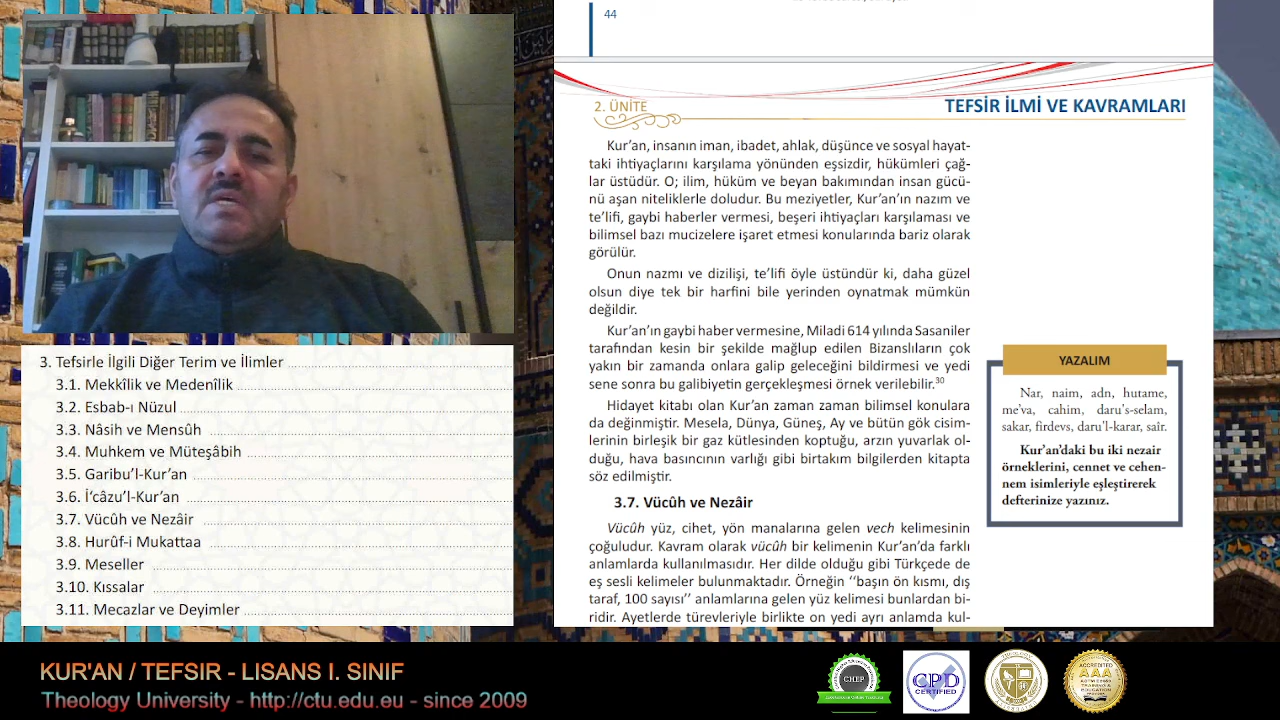 3. Tefsirle İlgili Diğer Terim ve İlimler
3.1. Mekkîlik ve Medenîlik
3.2. Esbab-ı Nüzul
3.3. Nâsih ve Mensûh
3.4. Muhkem ve Müteşâbih
3.5. Garibu'l-Kur'an
3.6. İ'câzu'l-Kur'an
3.7. Vücûh ve Nezâir
3.8. Hurûf-i Mukattaa
3.9. Meseller
3.10. Kıssalar
3.11. Mecazlar ve Deyimler
44
2. ÜNİTE
TEFSİR İLMİ VE KAVRAMLARI
Kur'an, insanın iman, ibadet, ahlak, düşünce ve sosyal hayat-
taki ihtiyaçlarını karşılama yönünden eşsizdir, hükümleri çağ-
lar üstüdür. O; ilim, hüküm ve beyan bakımından insan gücü-
nü aşan niteliklerle doludur. Bu meziyetler, Kur'an'ın nazım ve
te'lifi, gaybi haberler vermesi, beşeri ihtiyaçları karşılaması ve
bilimsel bazı mucizelere işaret etmesi konularında bariz olarak
görülür.
Onun nazmı ve dizilişi, te'lifi öyle üstündür ki, daha güzel
olsun diye tek bir harfini bile yerinden oynatmak mümkün
değildir.
Kur'an'ın gaybi haber vermesine, Miladi 614 yılında Sasaniler
tarafından kesin bir şekilde mağlup edilen Bizanslıların çok
yakın bir zamanda onlara galip geleceğini bildirmesi ve yedi
sene sonra bu galibiyetin gerçekleşmesi örnek verilebilir.30
Hidayet kitabı olan Kur'an zaman zaman bilimsel konulara
da değinmiştir. Mesela, Dünya, Güneş, Ay ve bütün gök cisim-
lerinin birleşik bir gaz kütlesinden koptuğu, arzın yuvarlak ol-
duğu, hava basıncının varlığı gibi birtakım bilgilerden kitapta
söz edilmiştir.
3.7. Vücûh ve Nezâir
Vücûh yüz, cihet, yön manalarına gelen vech kelimesinin
çoğuludur. Kavram olarak vücûh bir kelimenin Kur'an'da farklı
anlamlarda kullanılmasıdır. Her dilde olduğu gibi Türkçede de
eş sesli kelimeler bulunmaktadır. Örneğin ''başın ön kısmı, dış
taraf, 100 sayısı'' anlamlarına gelen yüz kelimesi bunlardan bi-
ridir. Ayetlerde türevleriyle birlikte on yedi ayrı anlamda kul-
YAZALIM
Nar, naim, adn, hutame,
me'va, cahim, daru's-selam,
sakar, firdevs, daru'l-karar, saîr.
Kur'an'daki bu iki nezair
örneklerini, cennet ve cehen-
nem isimleriyle eşleştirerek
defterinize yazınız.
KUR'AN / TEFSIR - LISANS I. SINIF
Theology University - http://ctu.edu.eu - since 2009
CHEP
CPD
CERTIFIED
ACCREDITED
AAA